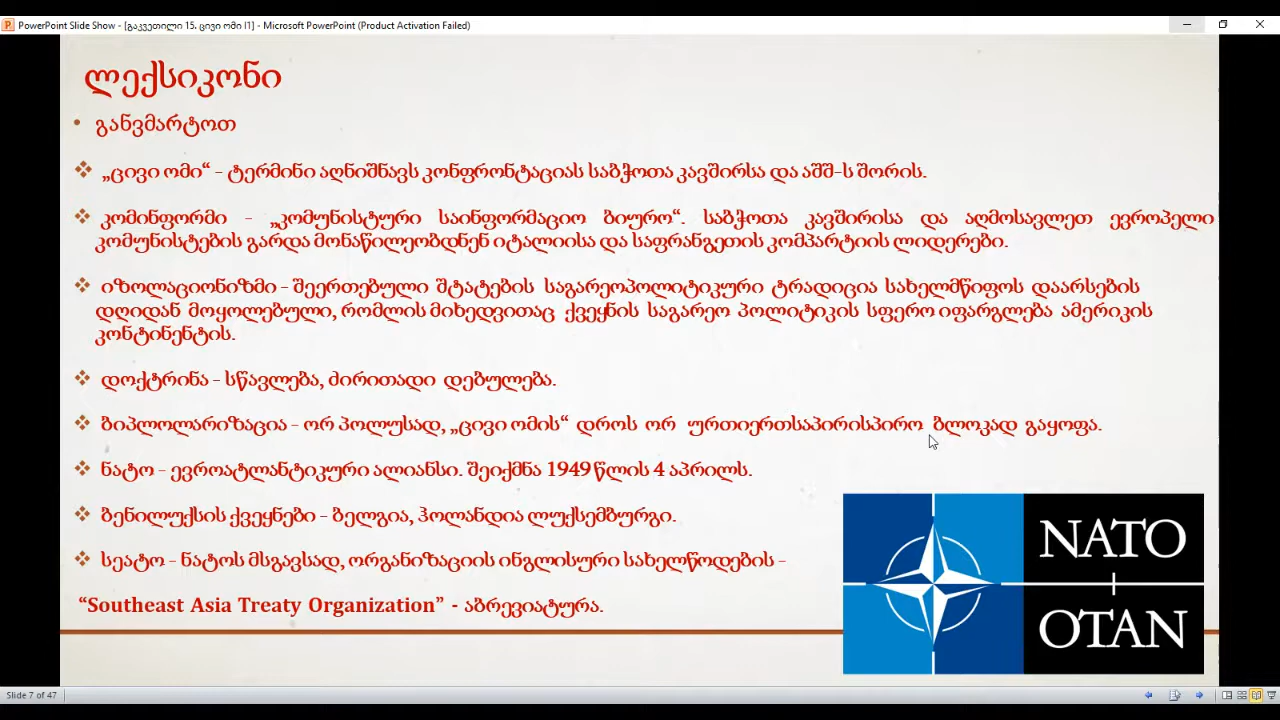 PowerPoint Slide Show - [გაკვეთილი 15. ცივი ომი I1] - Microsoft PowerPoint (Product Activation Failed)
ლექსიკონი
• განვმარტოთ
❖ „ცივი ომი“ - ტერმინი აღნიშნავს კონფრონტაციას საბჭოთა კავშირსა და აშშ-ს შორის.
❖ კომინფორმი - „კომუნისტური საინფორმაციო ბიურო“. საბჭოთა კავშირისა და აღმოსავლეთ ევროპელი
კომუნისტების გარდა მონაწილეობდნენ იტალიისა და საფრანგეთის კომპარტიის ლიდერები.
❖ იზოლაციონიზმი - შეერთებული შტატების საგარეოპოლიტიკური ტრადიცია სახელმწიფოს დაარსების
დღიდან მოყოლებული, რომლის მიხედვითაც ქვეყნის საგარეო პოლიტიკის სფერო იფარგლება ამერიკის
კონტინენტის.
❖ დოქტრინა - სწავლება, ძირითადი დებულება.
❖ ბიპლოლარიზაცია - ორ პოლუსად, „ცივი ომის“ დროს ორ ურთიერთსაპირისპირო ბლოკად გაყოფა.
❖ ნატო - ევროატლანტიკური ალიანსი. შეიქმნა 1949 წლის 4 აპრილს.
❖ ბენილუქსის ქვეყნები - ბელგია, ჰოლანდია ლუქსემბურგი.
❖ სეატო - ნატოს მსგავსად, ორგანიზაციის ინგლისური სახელწოდების -
“Southeast Asia Treaty Organization” - აბრევიატურა.
NATO
OTAN
Slide 7 of 47